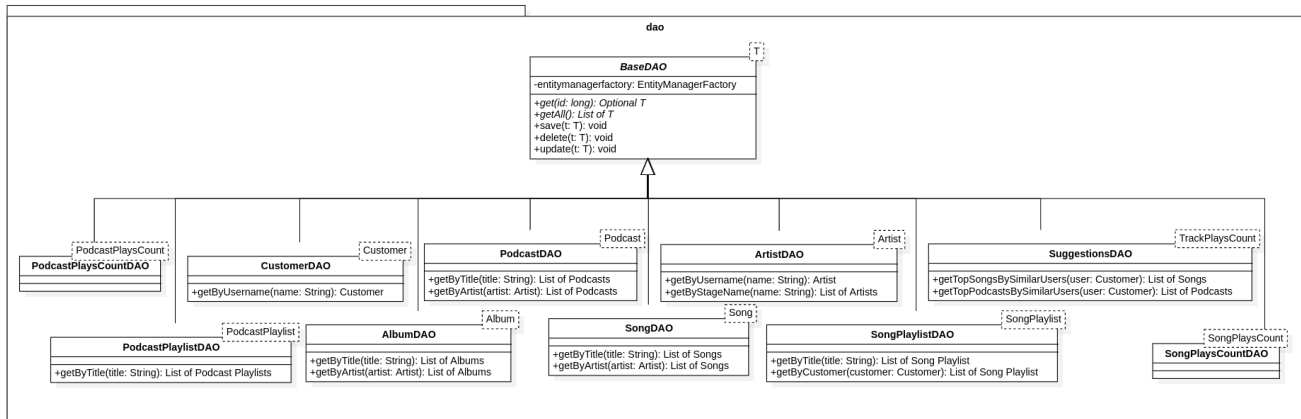 dao
T
BaseDAO
-entitymanagerfactory: EntityManagerFactory
+get(id: long): Optional T
+getAll(): List of T
+save(t: T): void
+delete(t: T): void
+update(t: T): void
PodcastPlaysCount
PodcastPlaysCountDAO
Customer
CustomerDAO
+getByUsername(name: String): Customer
Podcast
PodcastDAO
+getByTitle(title: String): List of Podcasts
+getByArtist(artist: Artist): List of Podcasts
Artist
ArtistDAO
+getByUsername(name: String): Artist
+getByStageName(name: String): List of Artists
TrackPlaysCount
SuggestionsDAO
+getTopSongsBySimilarUsers(user: Customer): List of Songs
+getTopPodcastsBySimilarUsers(user: Customer): List of Podcasts
PodcastPlaylist
PodcastPlaylistDAO
+getByTitle(title: String): List of Podcast Playlists
Album
AlbumDAO
+getByTitle(title: String): List of Albums
+getByArtist(artist: Artist): List of Albums
Song
SongDAO
+getByTitle(title: String): List of Songs
+getByArtist(artist: Artist): List of Songs
SongPlaylist
SongPlaylistDAO
+getByTitle(title: String): List of Song Playlist
+getByCustomer(customer: Customer): List of Song Playlist
SongPlaysCount
SongPlaysCountDAO